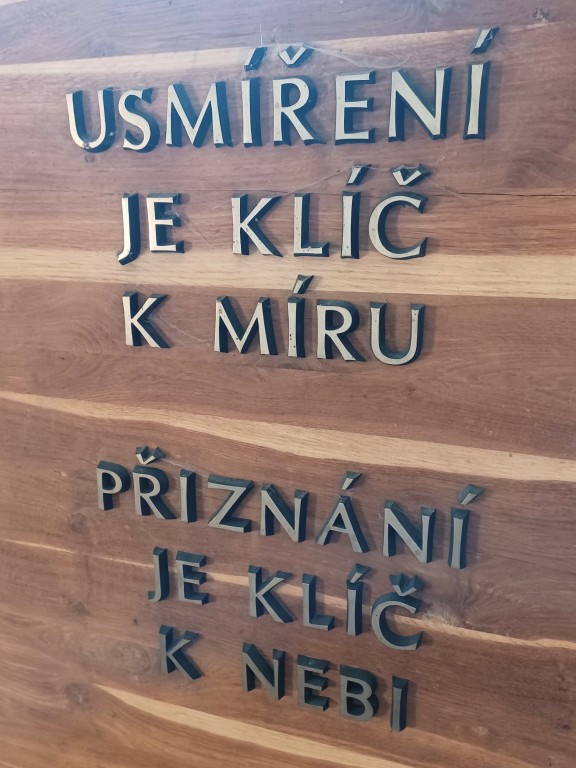 USMÍŘENÍ
JE KLÍČ
K MÍRU
PŘIZNÁNÍ
JE KLÍČ
K NEBI